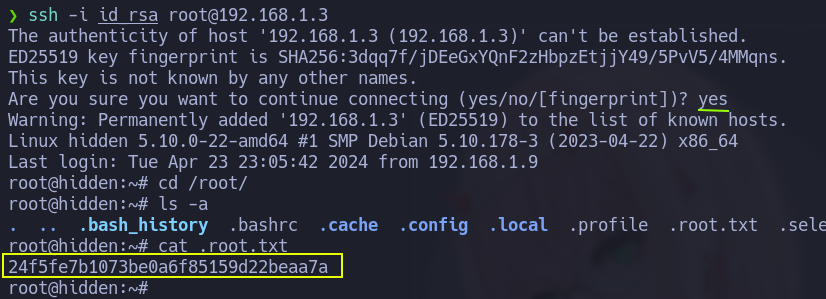 ❯ ssh -i id_rsa root@192.168.1.3
The authenticity of host '192.168.1.3 (192.168.1.3)' can't be established.
ED25519 key fingerprint is SHA256:3dqq7f/jDEeGxYQnF2zHbpzEtjjY49/5PvV5/4MMqns.
This key is not known by any other names.
Are you sure you want to continue connecting (yes/no/[fingerprint])? yes
Warning: Permanently added '192.168.1.3' (ED25519) to the list of known hosts.
Linux hidden 5.10.0-22-amd64 #1 SMP Debian 5.10.178-3 (2023-04-22) x86_64
Last login: Tue Apr 23 23:05:42 2024 from 192.168.1.9
root@hidden:~# cd /root/
root@hidden:~# ls -a
. .. .bash_history .bashrc .cache .config .local .profile .root.txt .sele
root@hidden:~# cat .root.txt
24f5fe7b1073be0a6f85159d22beaa7a
root@hidden:~#